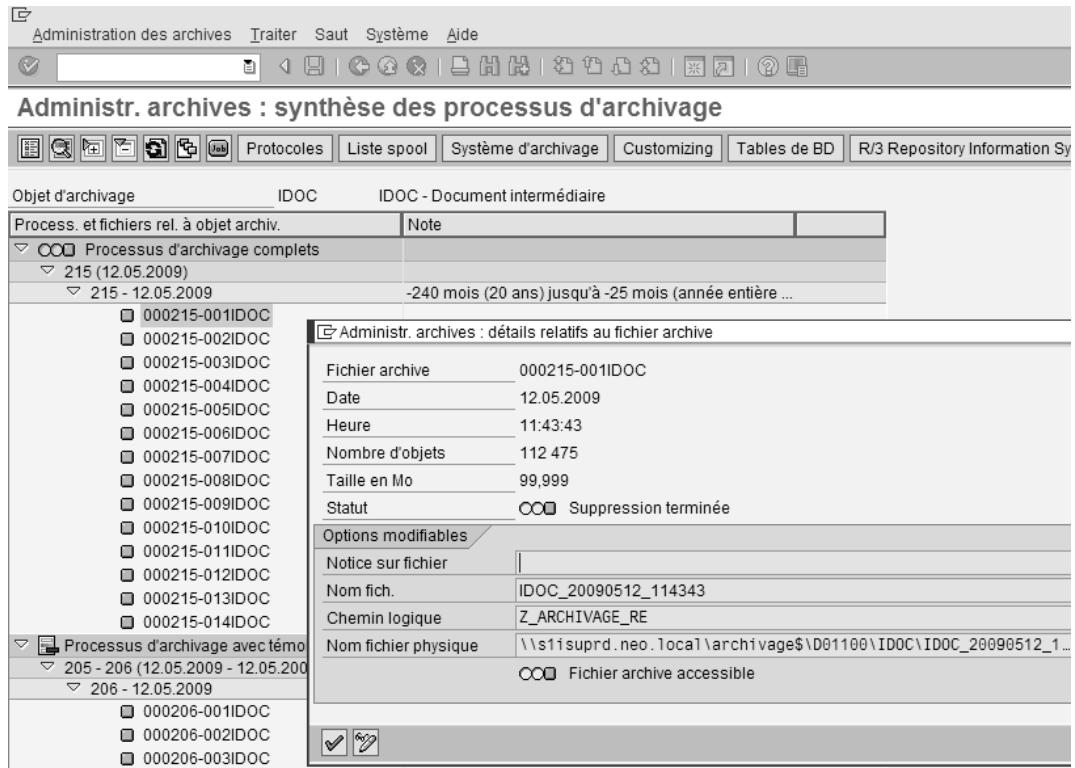 Administration des archives Traiter Saut Système Aide
Administr. archives : synthèse des processus d'archivage
Job Protocoles Liste spool Système d'archivage Customizing Tables de BD R/3 Repository Information Sy
Objet d'archivage IDOC IDOC - Document intermédiaire
Process. et fichiers rel. à objet archiv. Note
Processus d'archivage complets
215 (12.05.2009)
215 - 12.05.2009 -240 mois (20 ans) jusqu'à -25 mois (année entière ...
000215-001IDOC
000215-002IDOC
000215-003IDOC
000215-004IDOC
000215-005IDOC
000215-006IDOC
000215-007IDOC
000215-008IDOC
000215-009IDOC
000215-010IDOC
000215-011IDOC
000215-012IDOC
000215-013IDOC
000215-014IDOC
Processus d'archivage avec témo
205 - 206 (12.05.2009 - 12.05.200
206 - 12.05.2009
000206-001IDOC
000206-002IDOC
000206-003IDOC
Administr. archives : détails relatifs au fichier archive
Fichier archive 000215-001IDOC
Date 12.05.2009
Heure 11:43:43
Nombre d'objets 112 475
Taille en Mo 99,999
Statut Suppression terminée
Options modifiables
Notice sur fichier
Nom fich. IDOC_20090512_114343
Chemin logique Z_ARCHIVAGE_RE
Nom fichier physique \\s1isuprd.neo.local\archivage$\D01100\IDOC\IDOC_20090512_1…
Fichier archive accessible